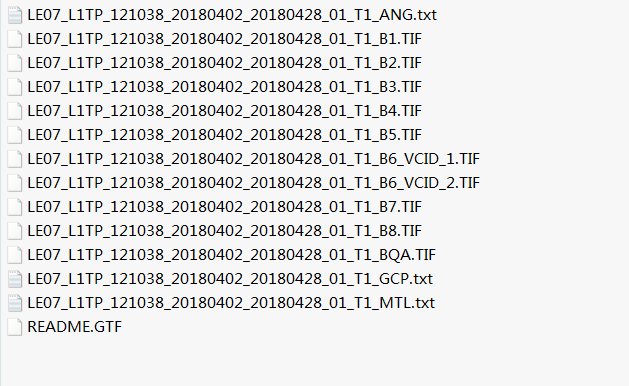 LE07_L1TP_121038_20180402_20180428_01_T1_ANG.txt
LE07_L1TP_121038_20180402_20180428_01_T1_B1.TIF
LE07_L1TP_121038_20180402_20180428_01_T1_B2.TIF
LE07_L1TP_121038_20180402_20180428_01_T1_B3.TIF
LE07_L1TP_121038_20180402_20180428_01_T1_B4.TIF
LE07_L1TP_121038_20180402_20180428_01_T1_B5.TIF
LE07_L1TP_121038_20180402_20180428_01_T1_B6_VCID_1.TIF
LE07_L1TP_121038_20180402_20180428_01_T1_B6_VCID_2.TIF
LE07_L1TP_121038_20180402_20180428_01_T1_B7.TIF
LE07_L1TP_121038_20180402_20180428_01_T1_B8.TIF
LE07_L1TP_121038_20180402_20180428_01_T1_BQA.TIF
LE07_L1TP_121038_20180402_20180428_01_T1_GCP.txt
LE07_L1TP_121038_20180402_20180428_01_T1_MTL.txt
README.GTF